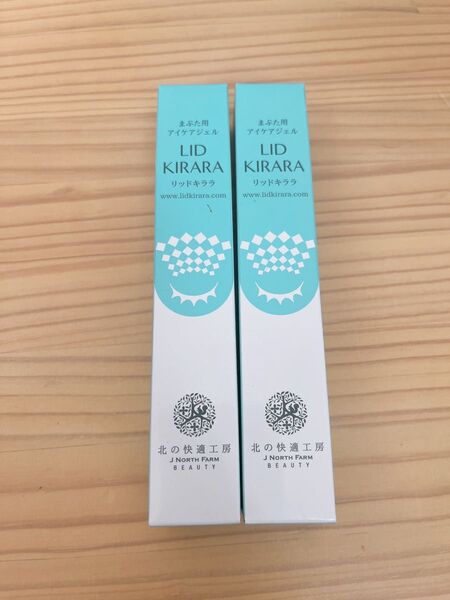 まぶた用
アイケアジェル
LID
KIRARA
リッドキララ
www.lidkirara.com
北の快適工房
J NORTH FARM
BEAUTY
まぶた用
アイケアジェル
LID
KIRARA
リッドキララ
www.lidkirara.com
北の快適工房
J NORTH FARM
BEAUTY